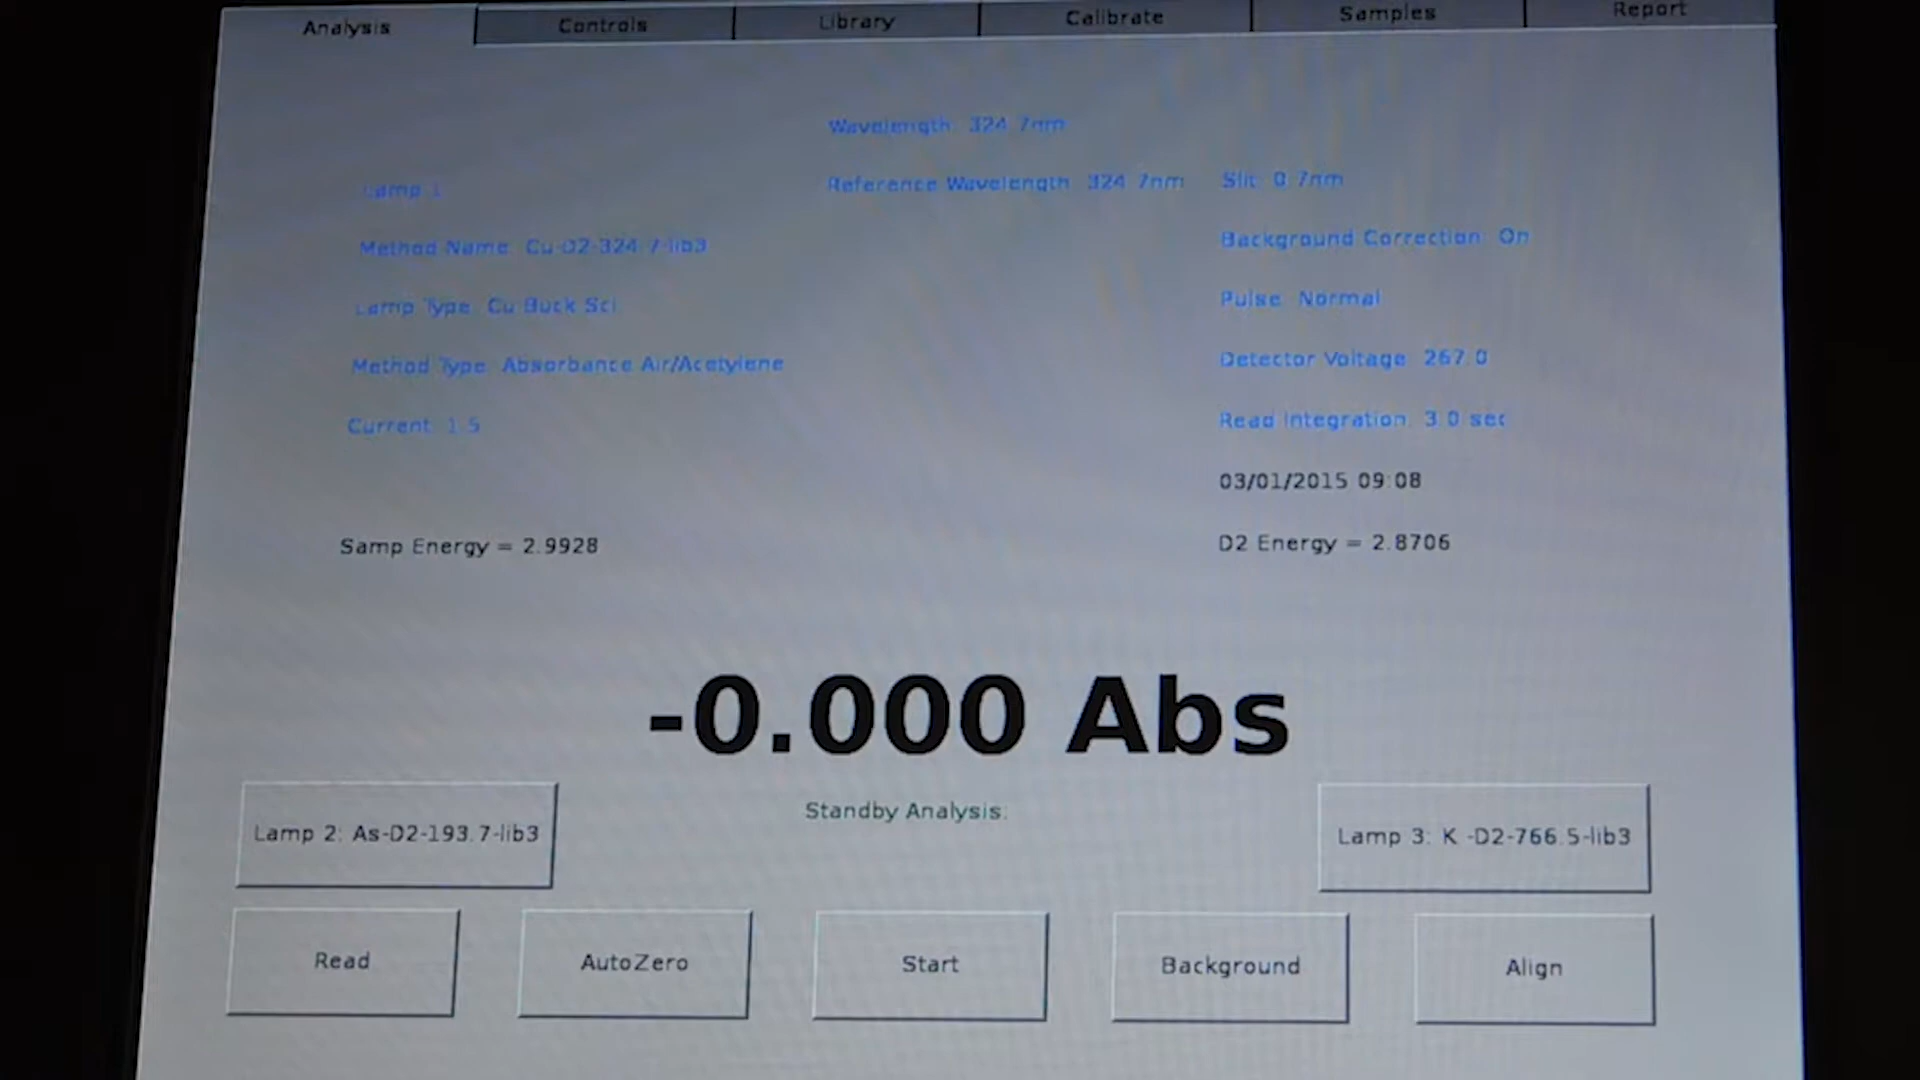 Analysis Controls Library Calibrate Samples Report
Wavelength: 324.7nm
Lamp 1
Reference Wavelength: 324.7nm
Slit: 0.7nm
Method Name: Cu-D2-324.7-lib3
Background Correction: On
Lamp Type: Cu Buck Sci
Pulse: Normal
Method Type: Absorbance Air/Acetylene
Detector Voltage: 267.0
Current: 1.5
Read Integration: 3.0 sec
03/01/2015 09:08
Samp Energy = 2.9928
D2 Energy = 2.8706
-0.000 Abs
Standby Analysis.
Lamp 2: As-D2-193.7-lib3
Lamp 3: K -D2-766.5-lib3
Read
AutoZero
Start
Background
Align